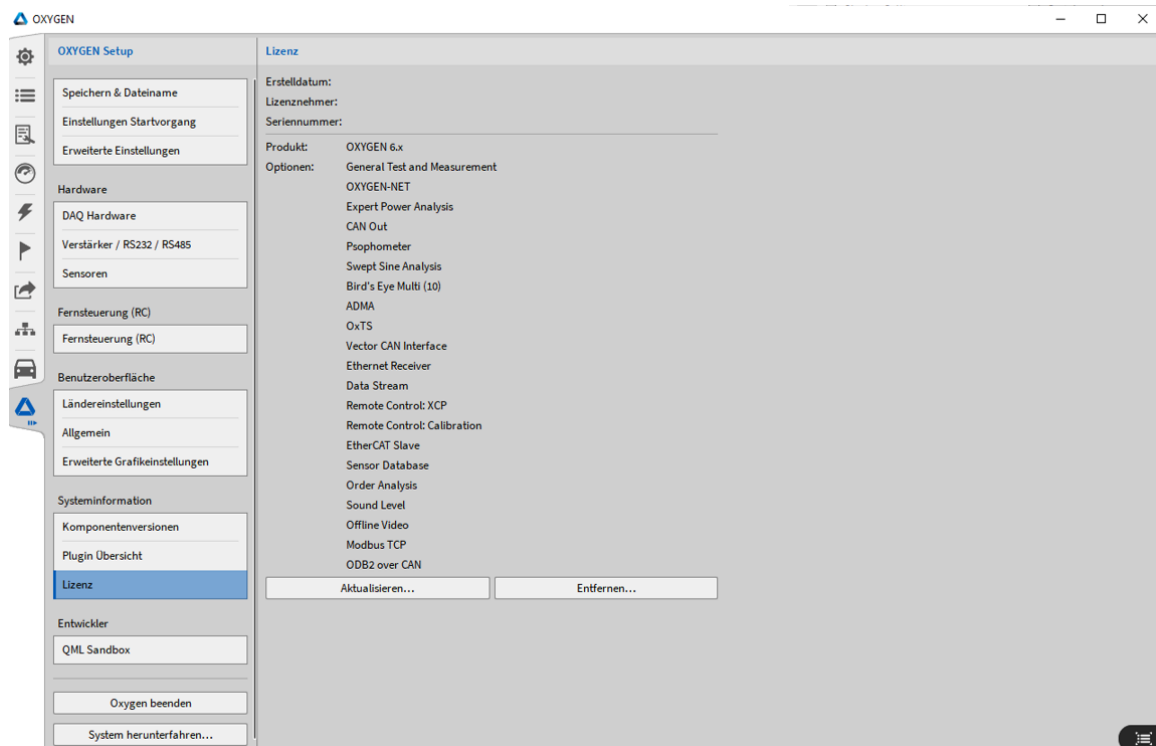 OXYGEN
OXYGEN Setup
Speichern & Dateiname
Einstellungen Startvorgang
Erweiterte Einstellungen
Hardware
DAQ Hardware
Verstärker / RS232 / RS485
Sensoren
Fernsteuerung (RC)
Fernsteuerung (RC)
Benutzeroberfläche
Ländereinstellungen
Allgemein
Erweiterte Grafikeinstellungen
Systeminformation
Komponentenversionen
Plugin Übersicht
Lizenz
Entwickler
QML Sandbox
Oxygen beenden
System herunterfahren...
Lizenz
Erstelldatum:
Lizenznehmer:
Seriennummer:
Produkt: OXYGEN 6.x
Optionen: General Test and Measurement
OXYGEN-NET
Expert Power Analysis
CAN Out
Psophometer
Swept Sine Analysis
Bird's Eye Multi (10)
ADMA
OxTS
Vector CAN Interface
Ethernet Receiver
Data Stream
Remote Control: XCP
Remote Control: Calibration
EtherCAT Slave
Sensor Database
Order Analysis
Sound Level
Offline Video
Modbus TCP
ODB2 over CAN
Aktualisieren... Entfernen...